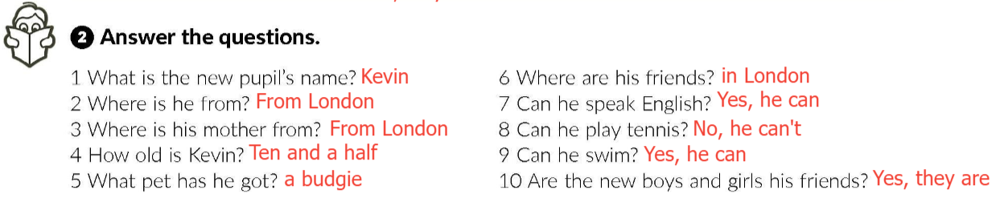 2 Answer the questions.
1 What is the new pupil's name? Kevin
2 Where is he from? From London
3 Where is his mother from? From London
4 How old is Kevin? Ten and a half
5 What pet has he got? a budgie
6 Where are his friends? in London
7 Can he speak English? Yes, he can
8 Can he play tennis? No, he can't
9 Can he swim? Yes, he can
10 Are the new boys and girls his friends? Yes, they are